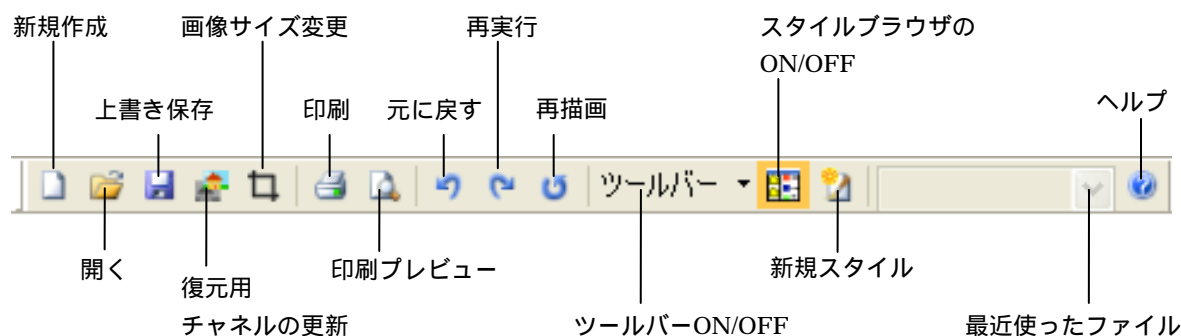 新規作成
画像サイズ変更
再実行
スタイルブラウザの
ON/OFF
上書き保存
印刷
元に戻す
再描画
ヘルプ
ツールバー
開く
復元用
チャネルの更新
印刷プレビュー
ツールバーON/OFF
新規スタイル
最近使ったファイル